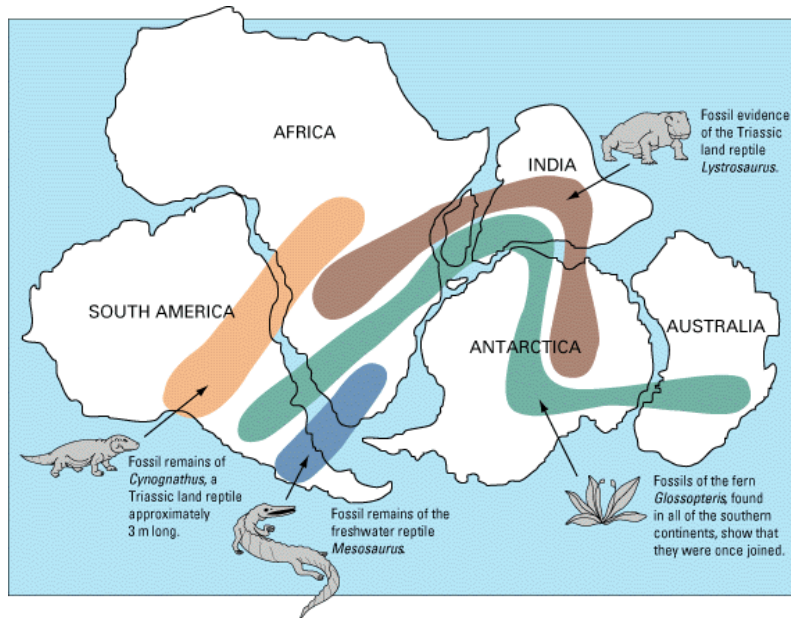 AFRICA
INDIA
Fossil evidence
of the Triassic
land reptile
Lystrosaurus.
SOUTH AMERICA
ANTARCTICA
AUSTRALIA
Fossil remains of
Cynognathus, a
Triassic land reptile
approximately
3 m long.
Fossil remains of the
freshwater reptile
Mesosaurus.
Fossils of the fern
Glossopteris, found
in all of the southern
continents, show that
they were once joined.